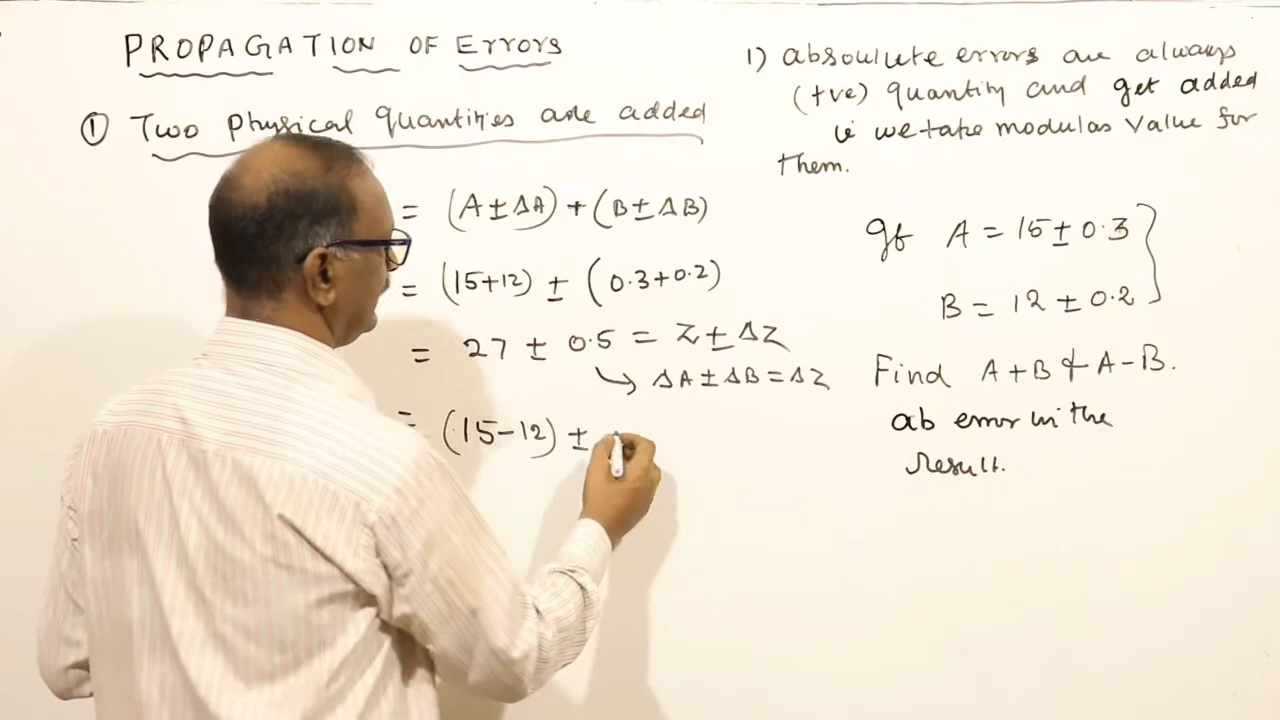 PROPAGATION OF Errors
① Two physical quantities are added
= (A ± ΔA) + (B ± ΔB)
= (15+12) ± (0.3+0.2)
= 27 ± 0.5 = Z ± ΔZ
↳ ΔA ± ΔB = ΔZ
= (15-12) ±
1) absoulute errors are always
(+ve) quantity and get added
ie we take modulas value for
them.
If A = 15 ± 0.3
B = 12 ± 0.2
Find A+B & A-B.
ab error in the
result.